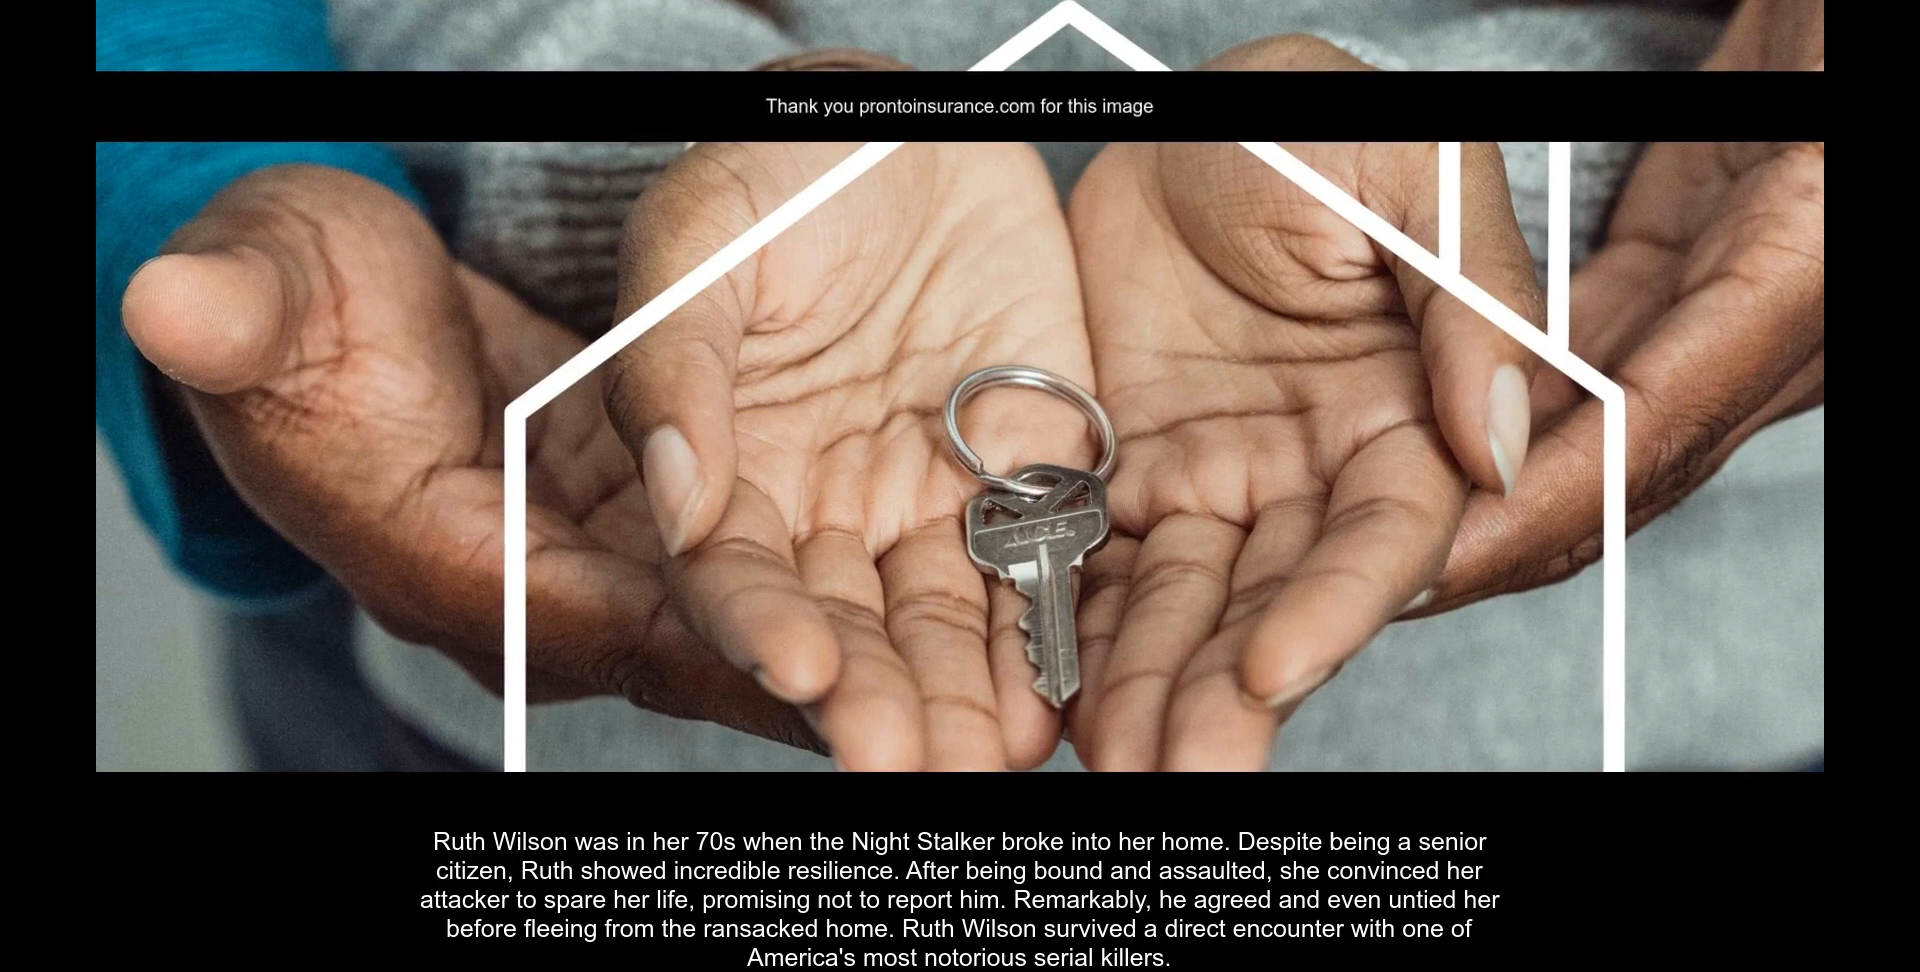 Thank you prontoinsurance.com for this image
Ruth Wilson was in her 70s when the Night Stalker broke into her home. Despite being a senior
citizen, Ruth showed incredible resilience. After being bound and assaulted, she convinced her
attacker to spare her life, promising not to report him. Remarkably, he agreed and even untied her
before fleeing from the ransacked home. Ruth Wilson survived a direct encounter with one of
America's most notorious serial killers.